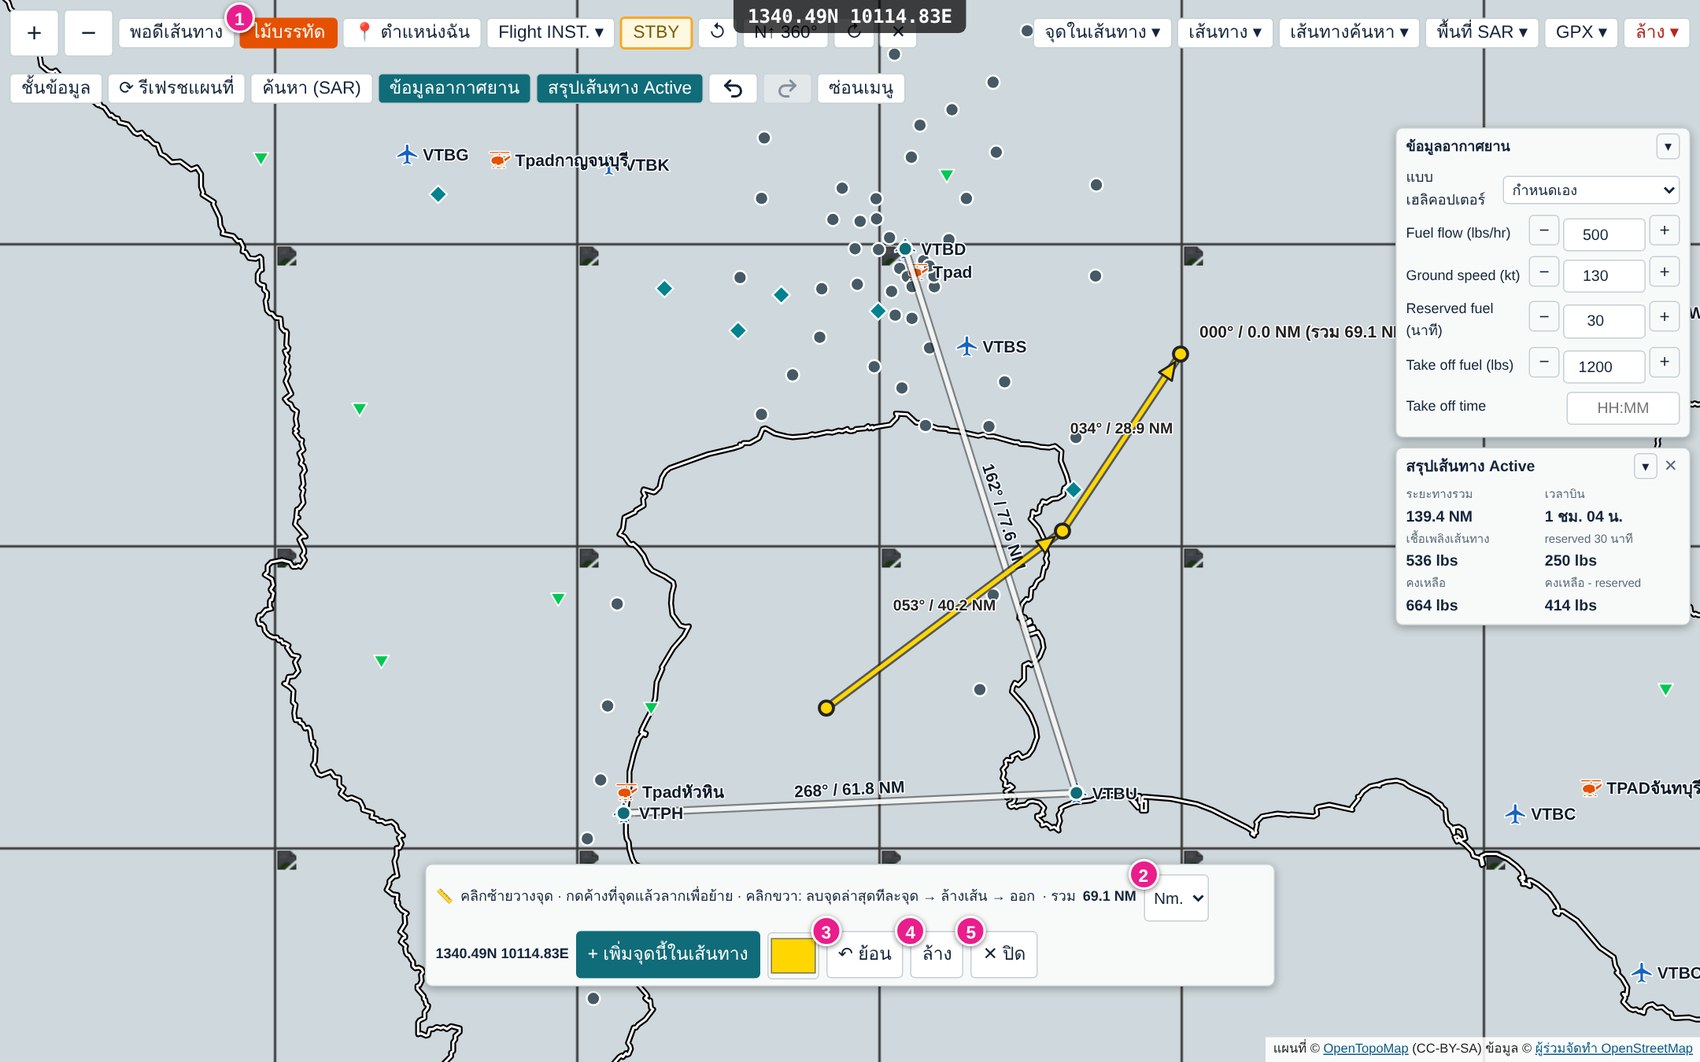 1340.49N 10114.83E
+
−
พอดีเส้นทาง
1
ไม้บรรทัด
📍 ตำแหน่งฉัน
Flight INST. ▾
STBY
N↑ 360°
จุดในเส้นทาง ▾
เส้นทาง ▾
เส้นทางค้นหา ▾
พื้นที่ SAR ▾
GPX ▾
ล้าง ▾
ชั้นข้อมูล
⟳ รีเฟรชแผนที่
ค้นหา (SAR)
ข้อมูลอากาศยาน
สรุปเส้นทาง Active
ซ่อนเมนู
VTBG
Tpadกาญจนบุรี
VTBK
VTBD
Tpad
VTBS
000° / 0.0 NM (รวม 69.1
034° / 28.9 NM
162° / 77.6 NM
053° / 40.2 NM
Tpadหัวหิน
VTPH
268° / 61.8 NM
VTBU
VTBC
TPADจันทบุรี
ข้อมูลอากาศยาน
▾
แบบ
เฮลิคอปเตอร์
กำหนดเอง
Fuel flow (lbs/hr)
−
500
+
Ground speed (kt)
−
130
+
Reserved fuel
(นาที)
−
30
+
Take off fuel (lbs)
−
1200
+
Take off time
HH:MM
สรุปเส้นทาง Active
▾ ✕
ระยะทางรวม
เวลาบิน
139.4 NM
1 ชม. 04 น.
เชื้อเพลิงเส้นทาง
reserved 30 นาที
536 lbs
250 lbs
คงเหลือ
คงเหลือ - reserved
664 lbs
414 lbs
📏 คลิกซ้ายวางจุด · กดค้างที่จุดแล้วลากเพื่อย้าย · คลิกขวา: ลบจุดล่าสุดทีละจุด → ล้างเส้น → ออก · รวม 69.1 NM
2
Nm.
1340.49N 10114.83E
+ เพิ่มจุดนี้ในเส้นทาง
3
↶ ย้อน
4
ล้าง
5
✕ ปิด
แผนที่ © OpenTopoMap (CC-BY-SA) ข้อมูล © ผู้ร่วมจัดทำ OpenStreetMap